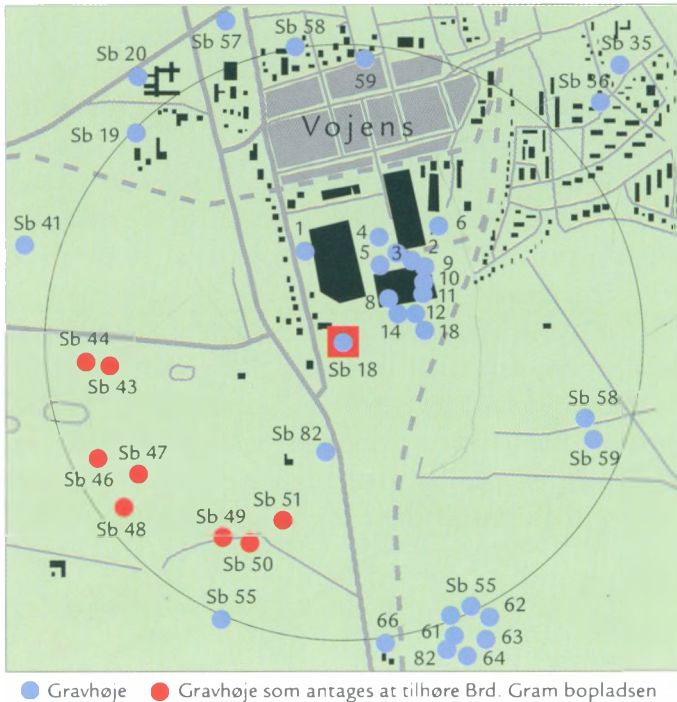 Sb 57
Sb 58
Sb 20
59
Sb 35
Sb 36
Sb 19
Vojens
Sb 41
1
4
6
5
3
2
9
10
8
11
14
12
18
Sb 18
Sb 44
Sb 43
Sb 58
Sb 82
Sb 59
Sb 47
Sb 46
Sb 48
Sb 51
Sb 49
Sb 50
Sb 55
Sb 55
62
66
61
63
82
64
Gravhøje
Gravhøje som antages at tilhøre Brd. Gram bopladsen